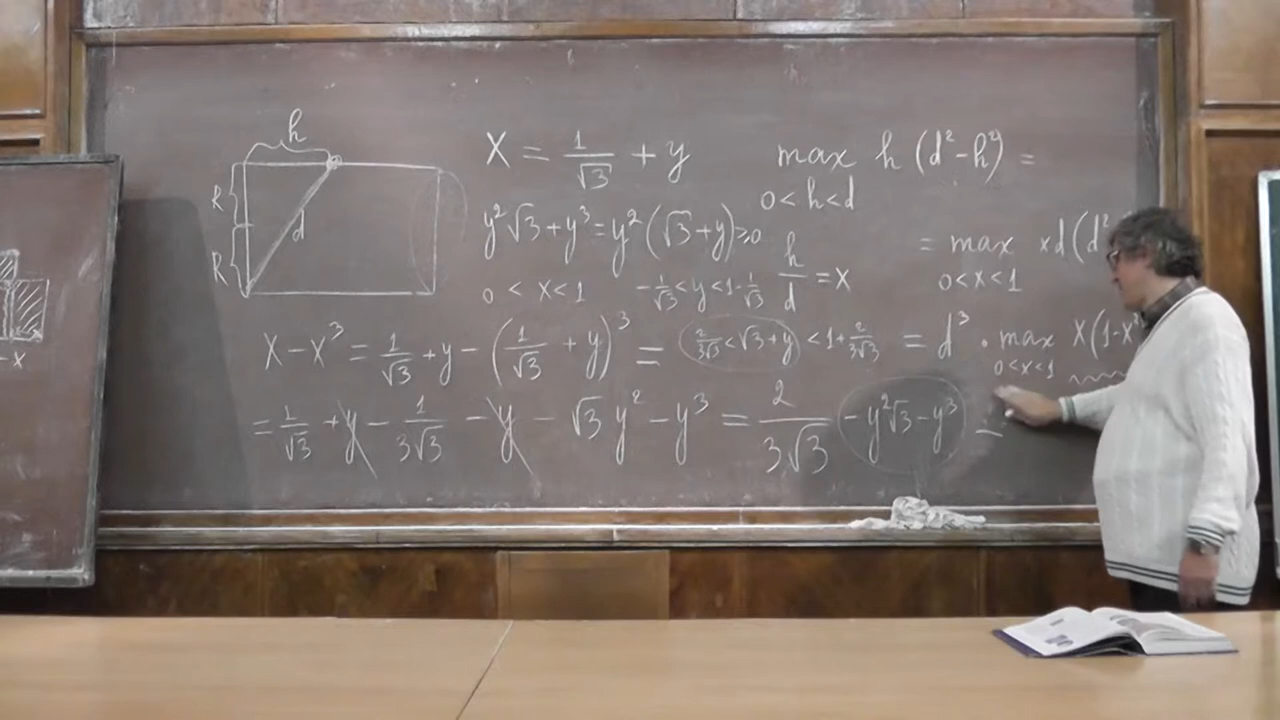 h
R
R
d
X = 1/√3 + y
y²√3 + y³ = y²(√3 + y) ≥ 0
0 < x < 1   -1/√3 < y < 1 - 1/√3
h/d = x
max h(d² - h²) =
0 < h < d
= max xd(d²
0 < x < 1
= d³ · max X(1-x²
0 < x < 1
X - x³ = 1/√3 + y - (1/√3 + y)³ =
2/3√3 < √3 + y < 1 + 2/3√3
= 1/√3 + y - 1/3√3 - y - √3 y² - y³ = 2/3√3 - y²√3 - y³ =
- x